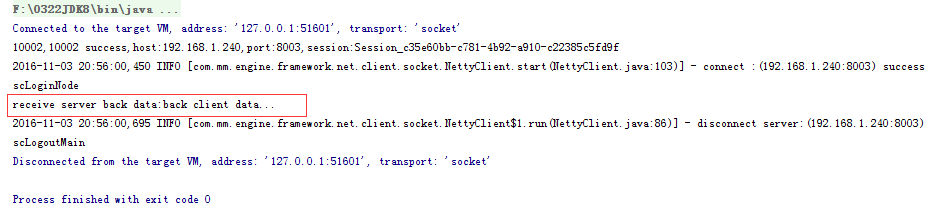 F:\0322JDK8\bin\java ...
Connected to the target VM, address: '127.0.0.1:51601', transport: 'socket'
10002,10002 success,host:192.168.1.240,port:8003,session:Session_c35e60bb-c781-4b92-a910-c22385c5fd9f
2016-11-03 20:56:00,450 INFO [com.mm.engine.framework.net.client.socket.NettyClient.start(NettyClient.java:103)] - connect :(192.168.1.240:8003) success
scLoginNode
receive server back data:back client data...
2016-11-03 20:56:00,695 INFO [com.mm.engine.framework.net.client.socket.NettyClient$1.run(NettyClient.java:86)] - disconnect server:(192.168.1.240:8003)
scLogoutMain
Disconnected from the target VM, address: '127.0.0.1:51601', transport: 'socket'
Process finished with exit code 0